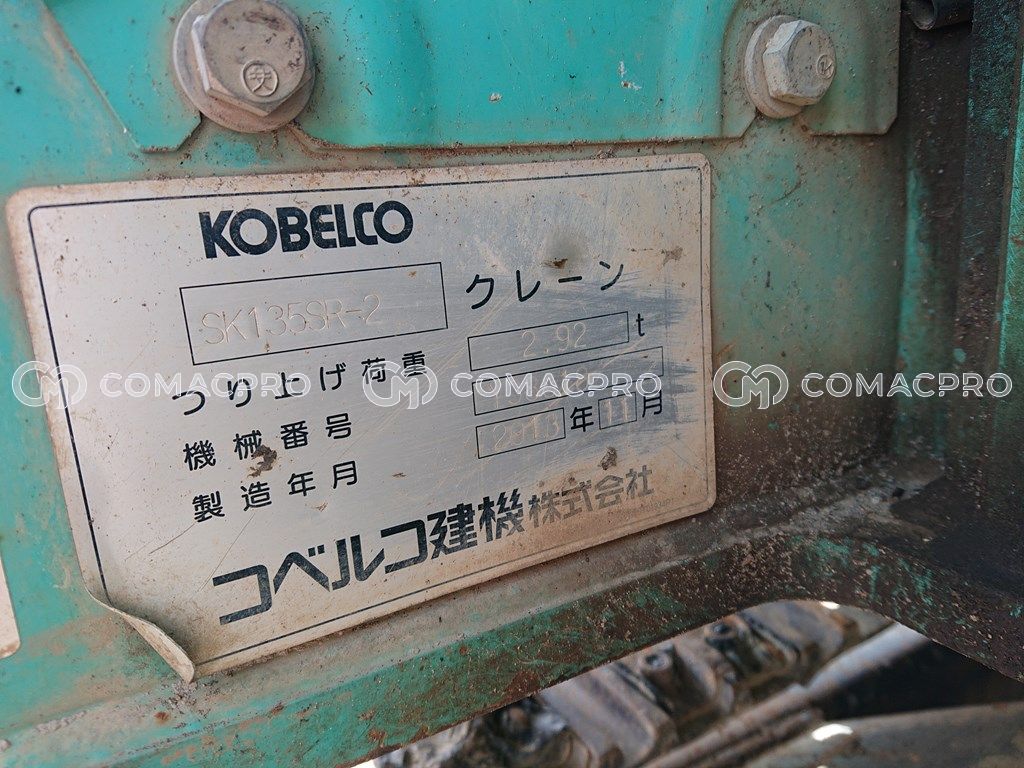 KOBELCO
SK135SR-2 クレーン
つり上げ荷重 2.92 t
COMACPRO COMACPRO COMACPRO
機械番号
製造年月 2013 年 11 月
コベルコ建機株式会社